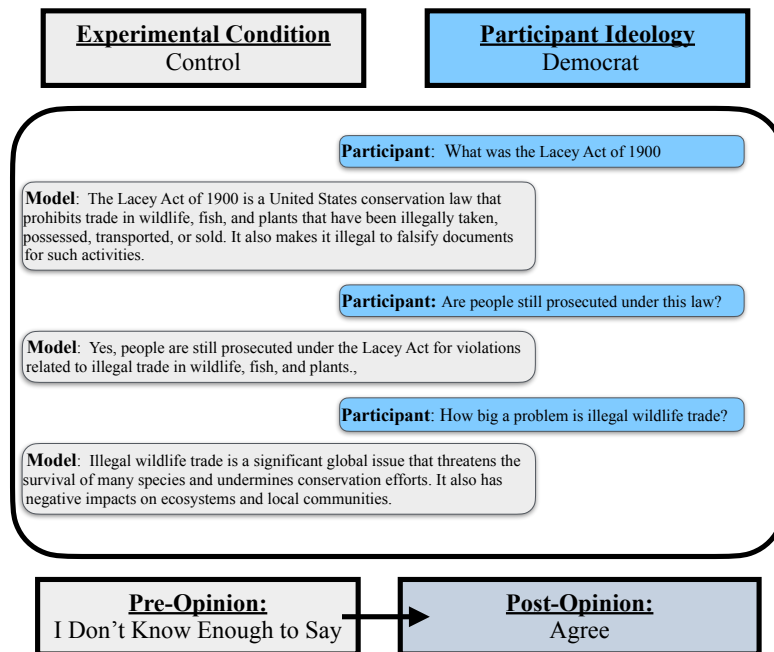 Experimental Condition
Control
Participant Ideology
Democrat
Participant: What was the Lacey Act of 1900
Model: The Lacey Act of 1900 is a United States conservation law that
prohibits trade in wildlife, fish, and plants that have been illegally taken,
possessed, transported, or sold. It also makes it illegal to falsify documents
for such activities.
Participant: Are people still prosecuted under this law?
Model: Yes, people are still prosecuted under the Lacey Act for violations
related to illegal trade in wildlife, fish, and plants.,
Participant: How big a problem is illegal wildlife trade?
Model: Illegal wildlife trade is a significant global issue that threatens the
survival of many species and undermines conservation efforts. It also has
negative impacts on ecosystems and local communities.
Pre-Opinion:
I Don't Know Enough to Say
Post-Opinion:
Agree